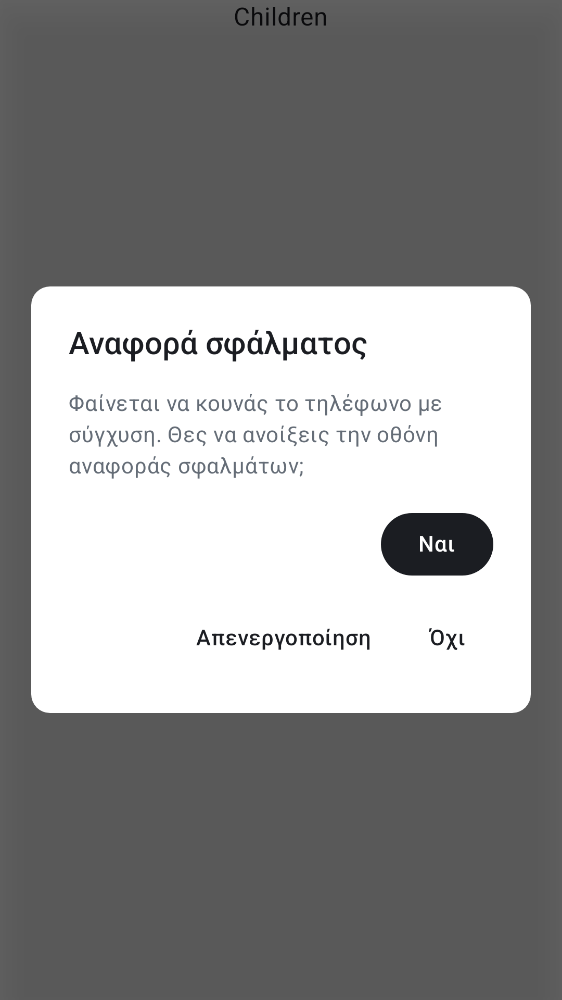 Children
Αναφορά σφάλματος
Φαίνεται να κουνάς το τηλέφωνο με
σύγχυση. Θες να ανοίξεις την οθόνη
αναφοράς σφαλμάτων;
Ναι
Απενεργοποίηση
Όχι